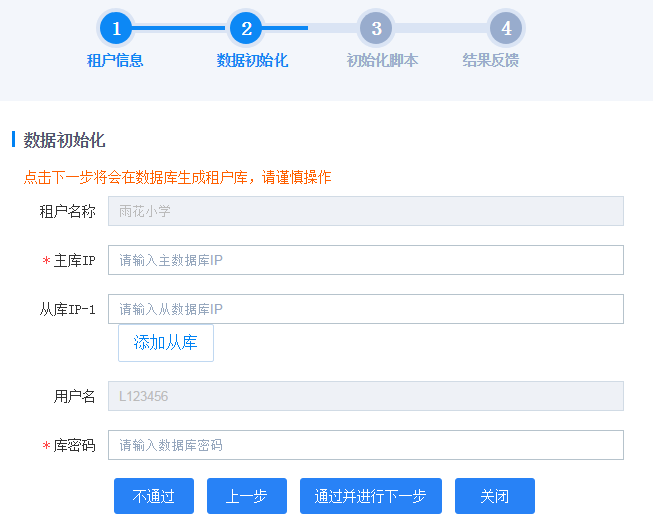 1 2 3 4
租户信息 数据初始化 初始化脚本 结果反馈
数据初始化
点击下一步将会在数据库生成租户库，请谨慎操作
租户名称 雨花小学
* 主库IP 请输入主数据库IP
从库IP-1 请输入从数据库IP
添加从库
用户名 L123456
* 库密码 请输入数据库密码
不通过 上一步 通过并进行下一步 关闭